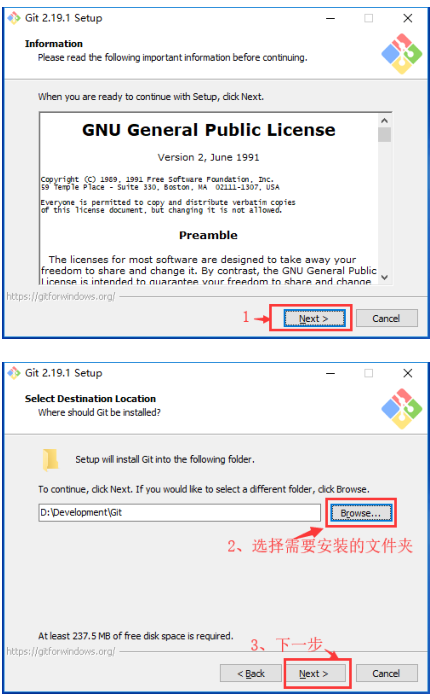 Git 2.19.1 Setup
Information
Please read the following important information before continuing.
When you are ready to continue with Setup, click Next.
GNU General Public License
Version 2, June 1991
Copyright (C) 1989, 1991 Free Software Foundation, Inc.
59 Temple Place - Suite 330, Boston, MA 02111-1307, USA
Everyone is permitted to copy and distribute verbatim copies
of this license document, but changing it is not allowed.
Preamble
The licenses for most software are designed to take away your
freedom to share and change it. By contrast, the GNU General Public
License is intended to guarantee your freedom to share and change
https://gitforwindows.org/
1 Next > Cancel
Git 2.19.1 Setup
Select Destination Location
Where should Git be installed?
Setup will install Git into the following folder.
To continue, click Next. If you would like to select a different folder, click Browse.
D:\Development\Git Browse...
2、选择需要安装的文件夹
At least 237.5 MB of free disk space is required.
3、下一步
https://gitforwindows.org/
< Back Next > Cancel